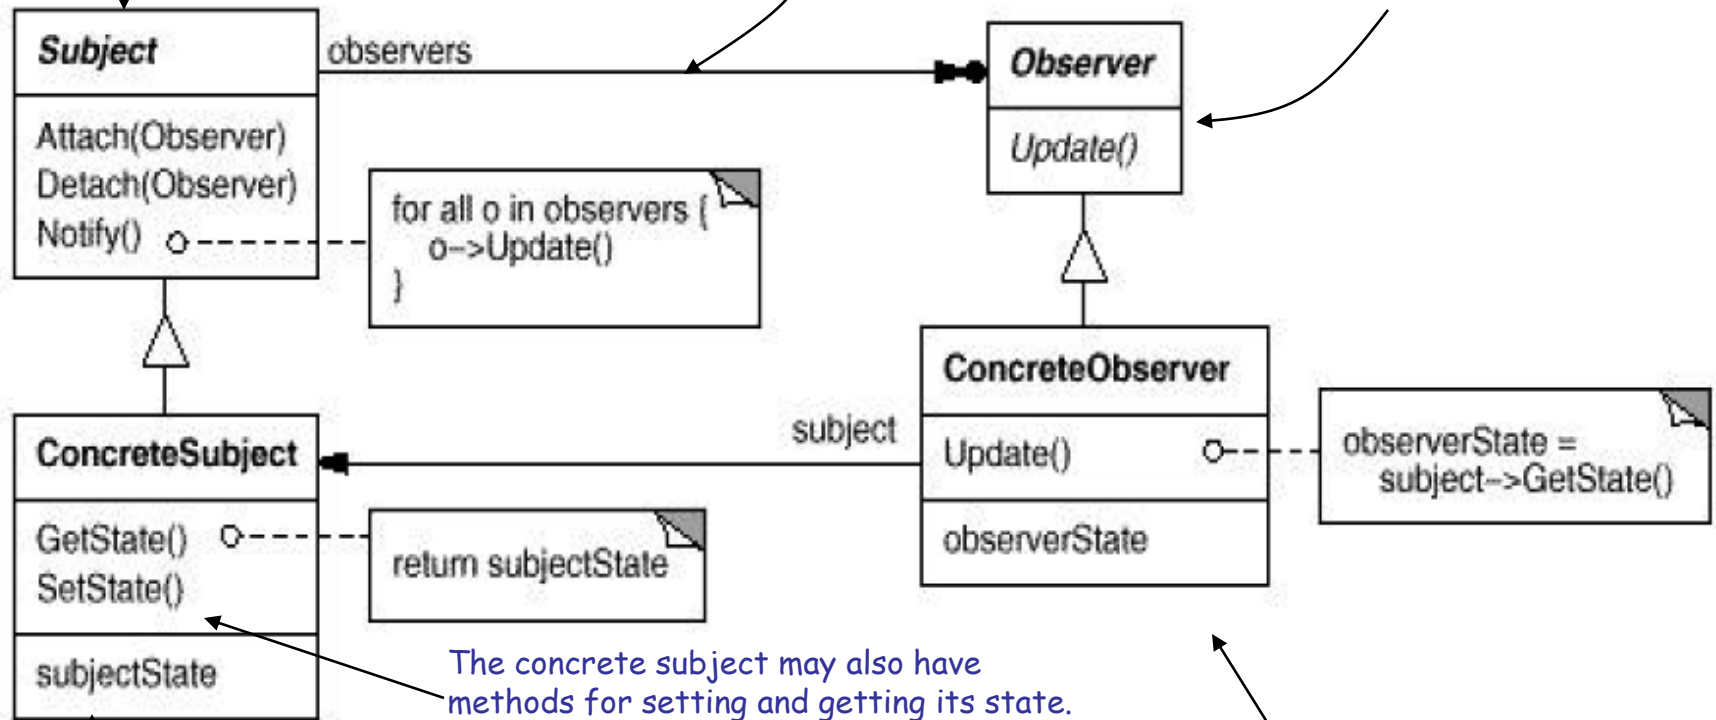 Subject
observers
Attach(Observer)
Detach(Observer)
Notify()
for all o in observers {
o->Update()
}
Observer
Update()
ConcreteObserver
Update()
observerState
observerState =
subject->GetState()
subject
ConcreteSubject
GetState()
SetState()
subjectState
return subjectState
The concrete subject may also have
methods for setting and getting its state.